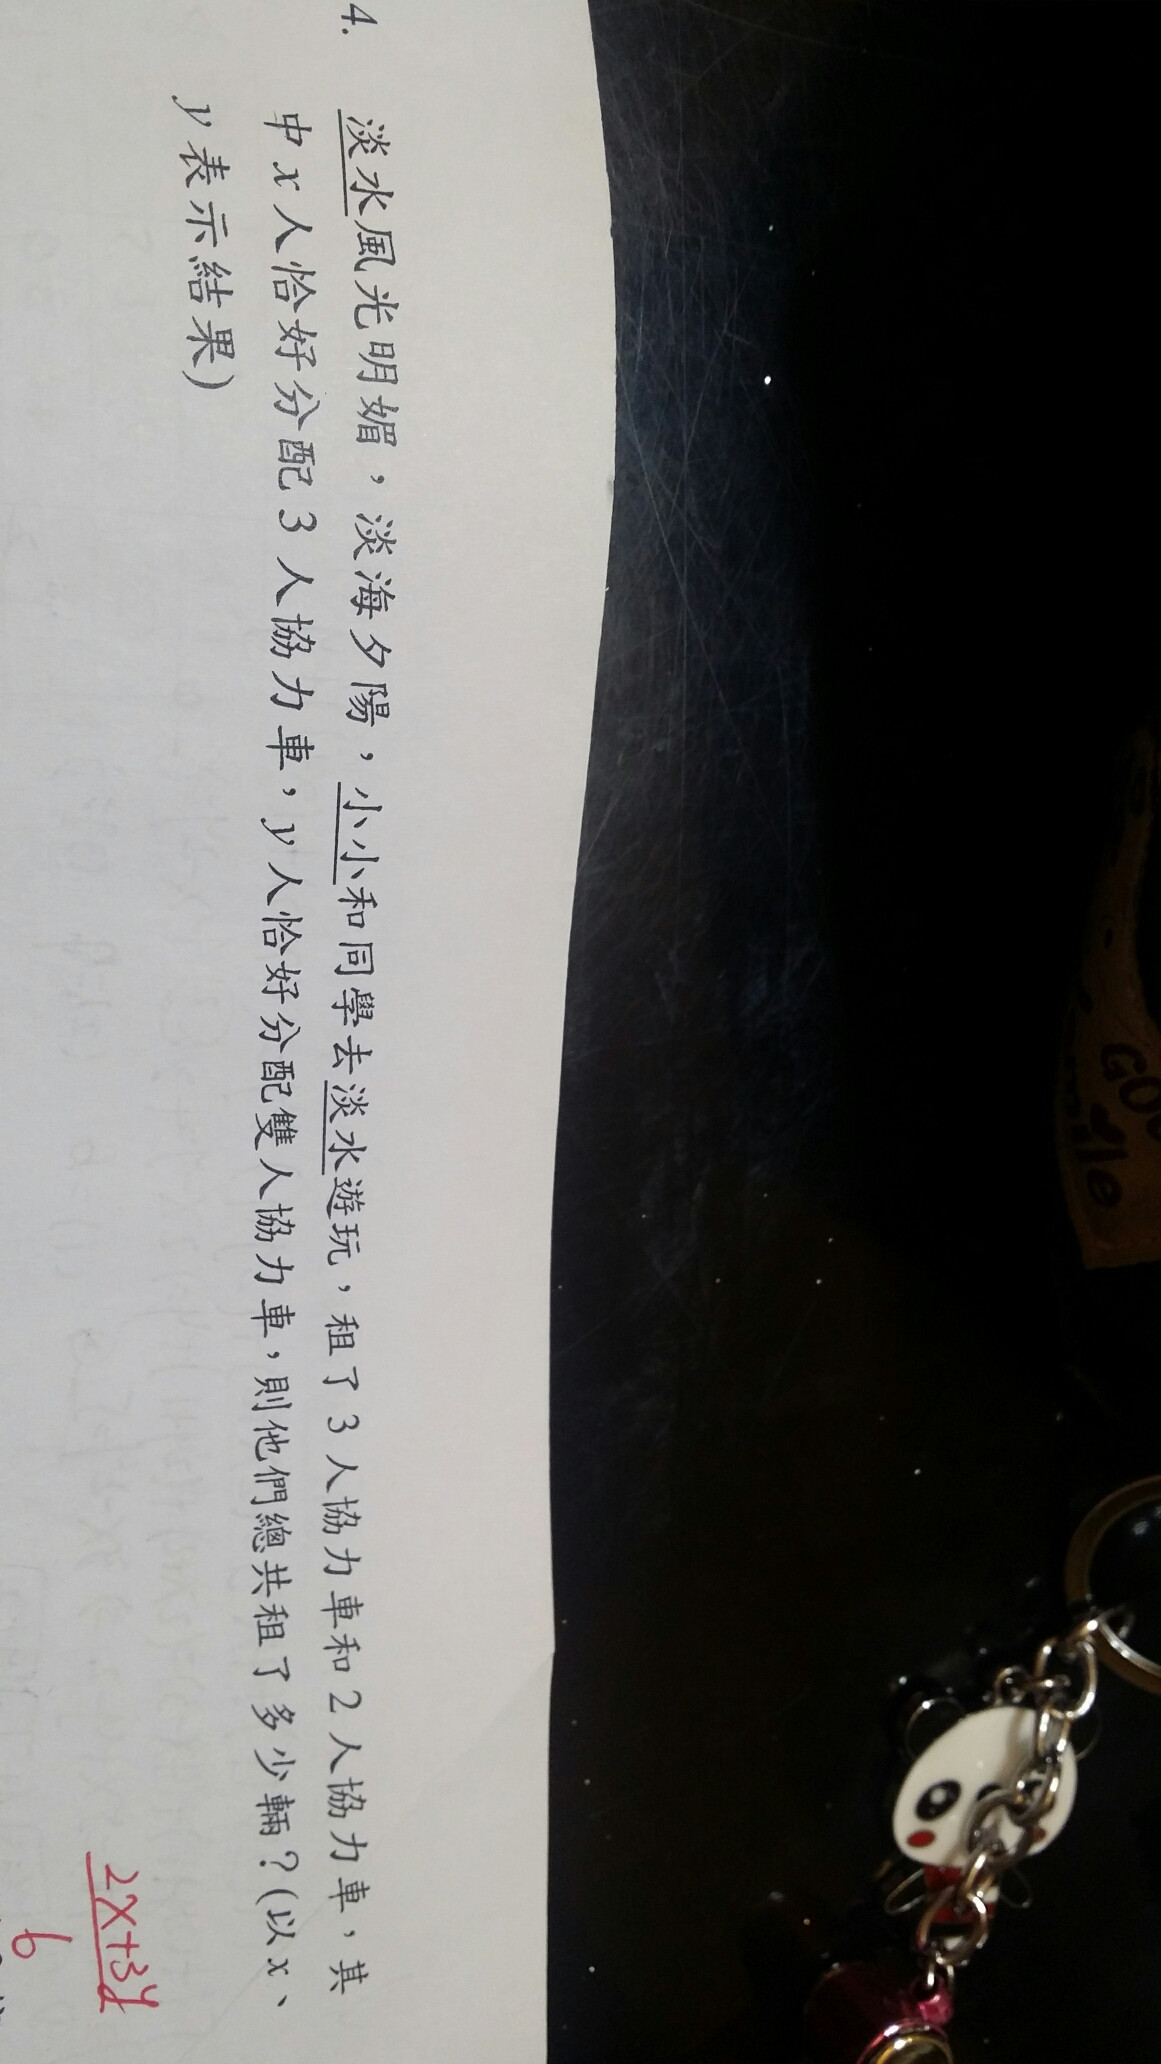 4. 淡水風光明媚，淡海夕陽，小小和同學去淡水遊玩，租了3人協力車和2人協力車，其
中x人恰好分配3人協力車，y人恰好分配雙人協力車，則他們總共租了多少輛？(以x、
y表示結果)
2x+3y
6